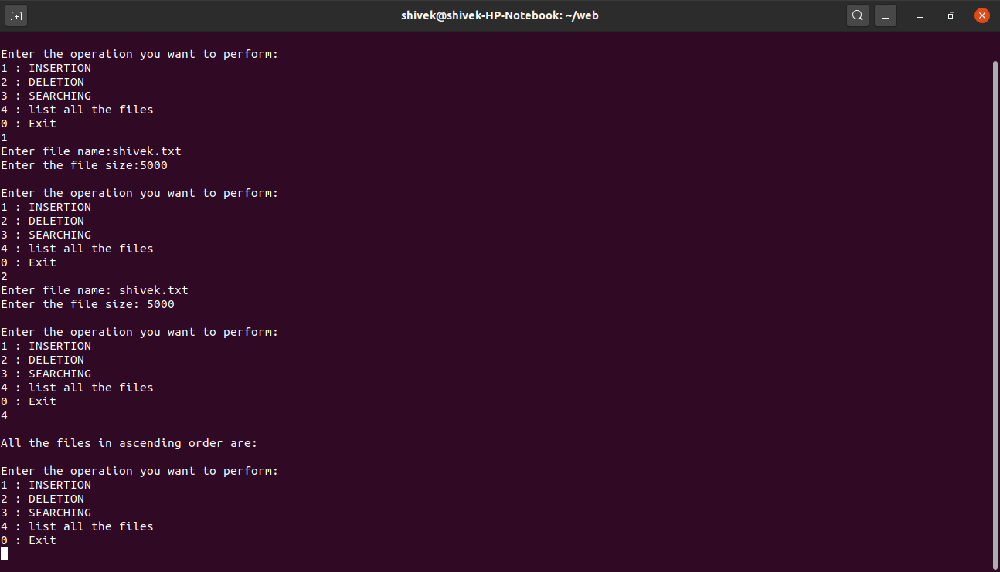 shivek@shivek-HP-Notebook: ~/web
Enter the operation you want to perform:
1 : INSERTION
2 : DELETION
3 : SEARCHING
4 : list all the files
0 : Exit
1
Enter file name:shivek.txt
Enter the file size:5000
Enter the operation you want to perform:
1 : INSERTION
2 : DELETION
3 : SEARCHING
4 : list all the files
0 : Exit
2
Enter file name: shivek.txt
Enter the file size: 5000
Enter the operation you want to perform:
1 : INSERTION
2 : DELETION
3 : SEARCHING
4 : list all the files
0 : Exit
4
All the files in ascending order are:
Enter the operation you want to perform:
1 : INSERTION
2 : DELETION
3 : SEARCHING
4 : list all the files
0 : Exit